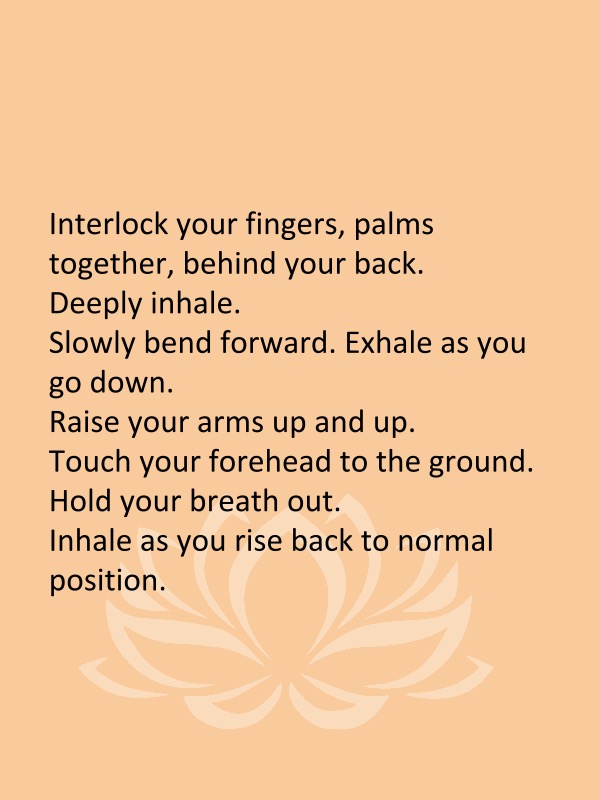 Interlock your fingers, palms
together, behind your back.
Deeply inhale.
Slowly bend forward. Exhale as you
go down.
Raise your arms up and up.
Touch your forehead to the ground.
Hold your breath out.
Inhale as you rise back to normal
position.